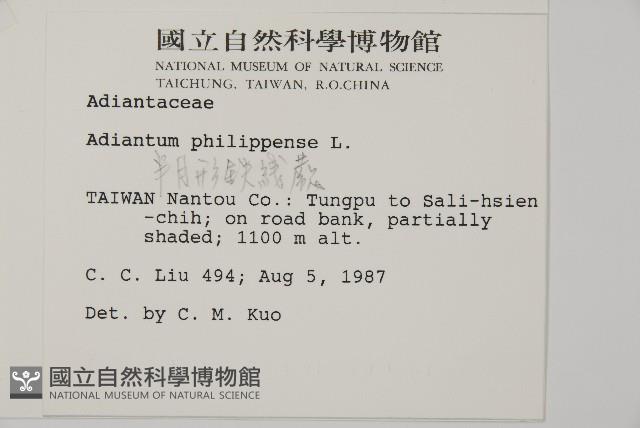 國立自然科學博物館
NATIONAL MUSEUM OF NATURAL SCIENCE
TAICHUNG, TAIWAN, R.O.CHINA
Adiantaceae
Adiantum philippense L.
半月形鉄線蕨
TAIWAN Nantou Co.: Tungpu to Sali-hsien
-chih; on road bank, partially
shaded; 1100 m alt.
C. C. Liu 494; Aug 5, 1987
Det. by C. M. Kuo
國立自然科學博物館
NATIONAL MUSEUM OF NATURAL SCIENCE